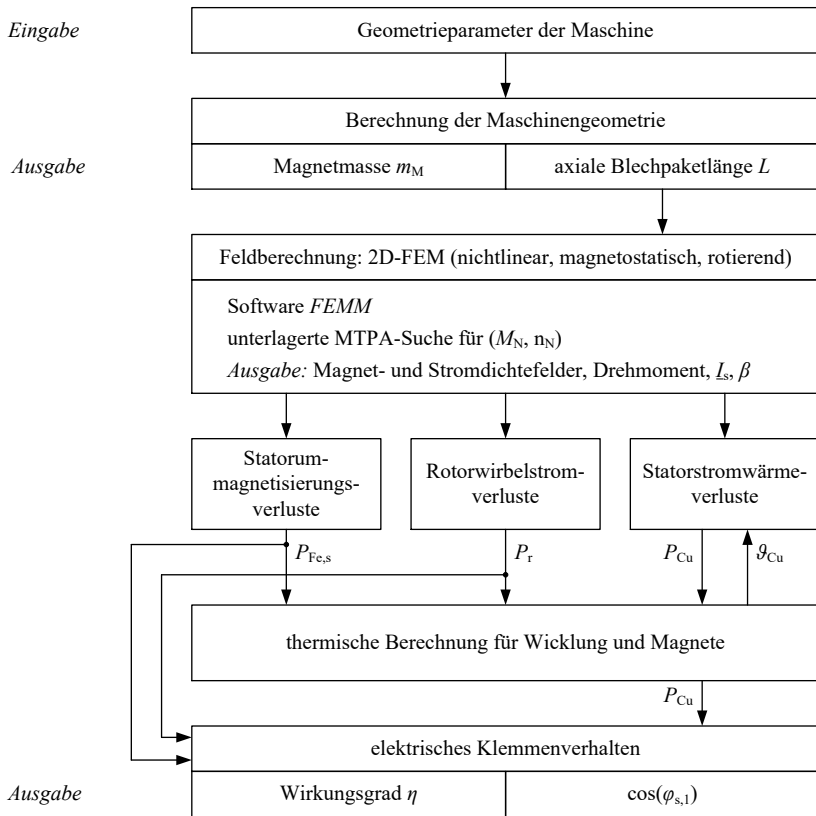 Eingabe
Geometrieparameter der Maschine
Berechnung der Maschinengeometrie
Ausgabe
Magnetmasse m_M
axiale Blechpaketlänge L
Feldberechnung: 2D-FEM (nichtlinear, magnetostatisch, rotierend)
Software FEMM
unterlagerte MTPA-Suche für (M_N, n_N)
Ausgabe: Magnet- und Stromdichtefelder, Drehmoment, I_s, β
Statorum-
magnetisierungs-
verluste
Rotorwirbelstrom-
verluste
Statorstromwärme-
verluste
P_Fe,s
P_r
P_Cu
ϑ_Cu
thermische Berechnung für Wicklung und Magnete
P_Cu
elektrisches Klemmenverhalten
Ausgabe
Wirkungsgrad η
cos(φ_s,1)